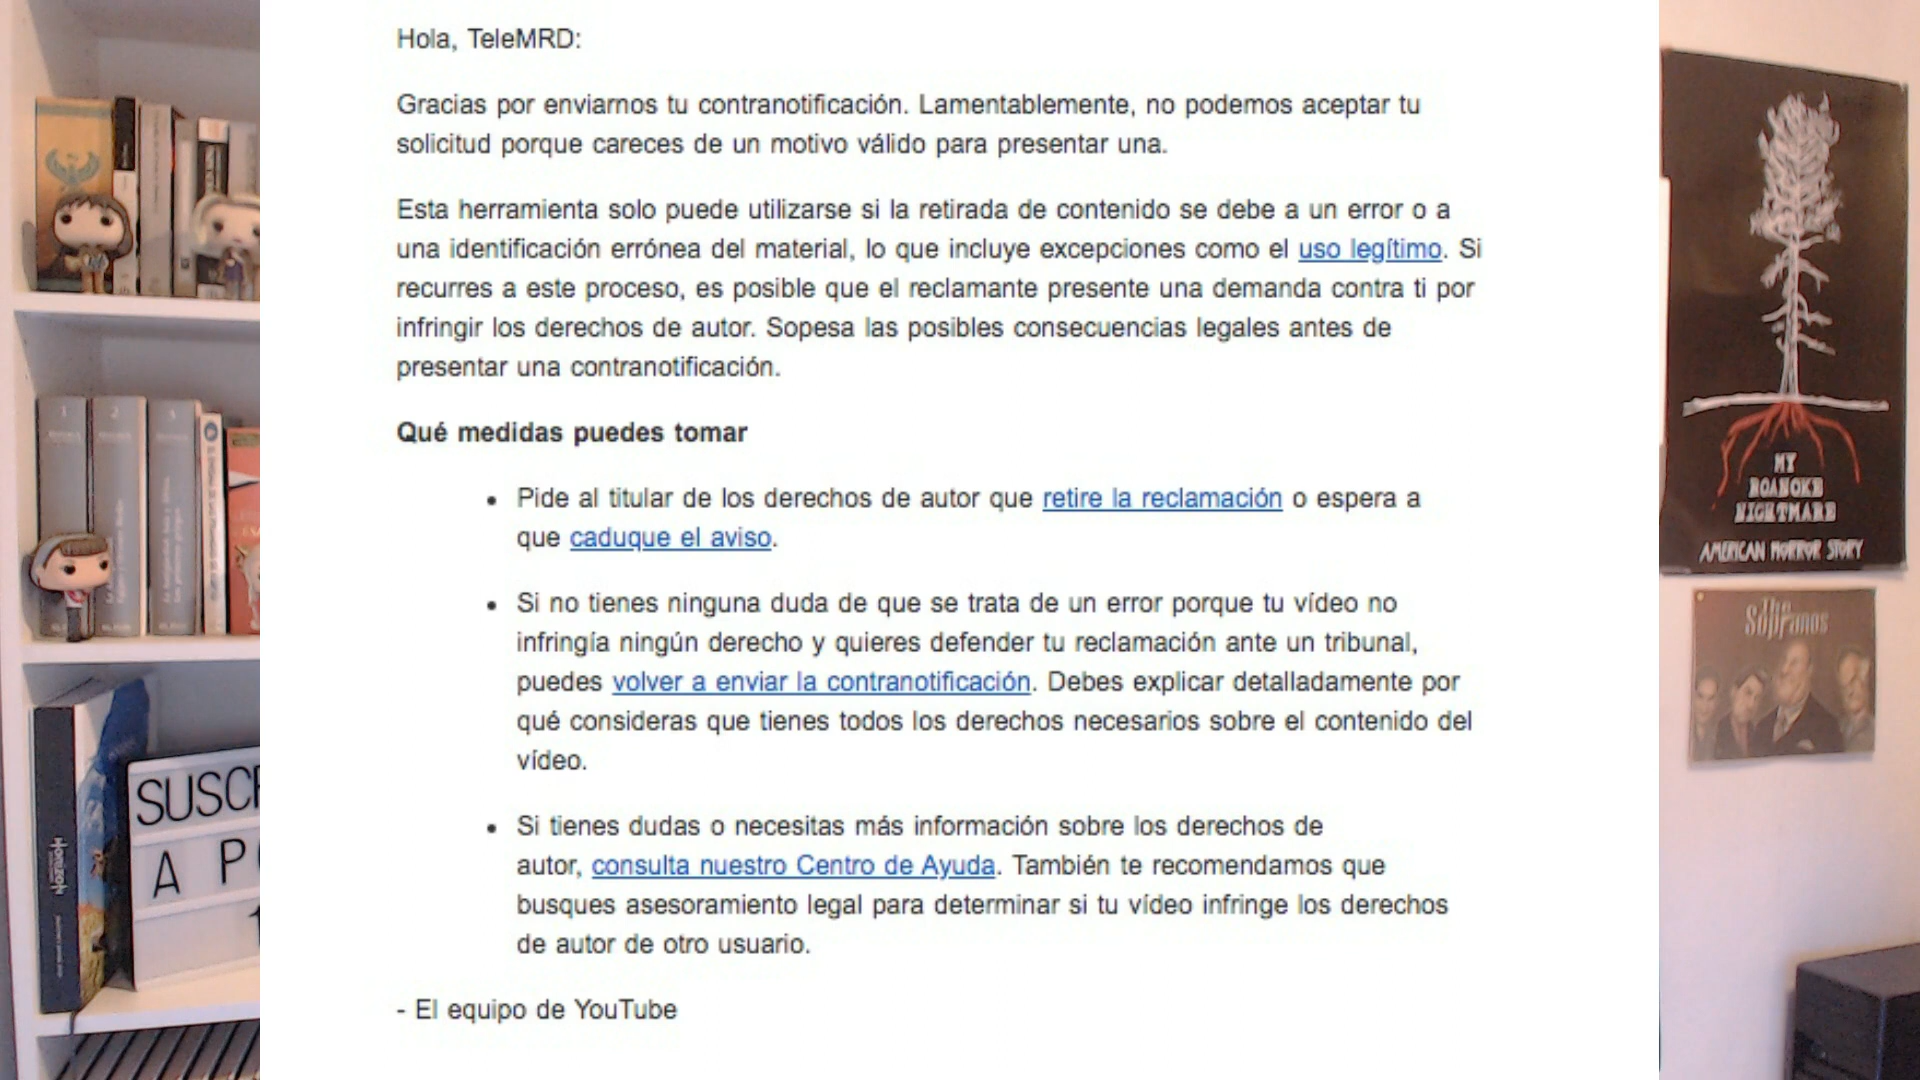 Hola, TeleMRD:
Gracias por enviarnos tu contranotificación. Lamentablemente, no podemos aceptar tu
solicitud porque careces de un motivo válido para presentar una.
Esta herramienta solo puede utilizarse si la retirada de contenido se debe a un error o a
una identificación errónea del material, lo que incluye excepciones como el uso legítimo. Si
recurres a este proceso, es posible que el reclamante presente una demanda contra ti por
infringir los derechos de autor. Sopesa las posibles consecuencias legales antes de
presentar una contranotificación.
Qué medidas puedes tomar
• Pide al titular de los derechos de autor que retire la reclamación o espera a
que caduque el aviso.
• Si no tienes ninguna duda de que se trata de un error porque tu vídeo no
infringía ningún derecho y quieres defender tu reclamación ante un tribunal,
puedes volver a enviar la contranotificación. Debes explicar detalladamente por
qué consideras que tienes todos los derechos necesarios sobre el contenido del
vídeo.
• Si tienes dudas o necesitas más información sobre los derechos de
autor, consulta nuestro Centro de Ayuda. También te recomendamos que
busques asesoramiento legal para determinar si tu vídeo infringe los derechos
de autor de otro usuario.
- El equipo de YouTube
1
2
3
HORIZON
SUSC
A P
MY
ROANOKE
NIGHTMARE
AMERICAN HORROR STORY
The
Sopranos